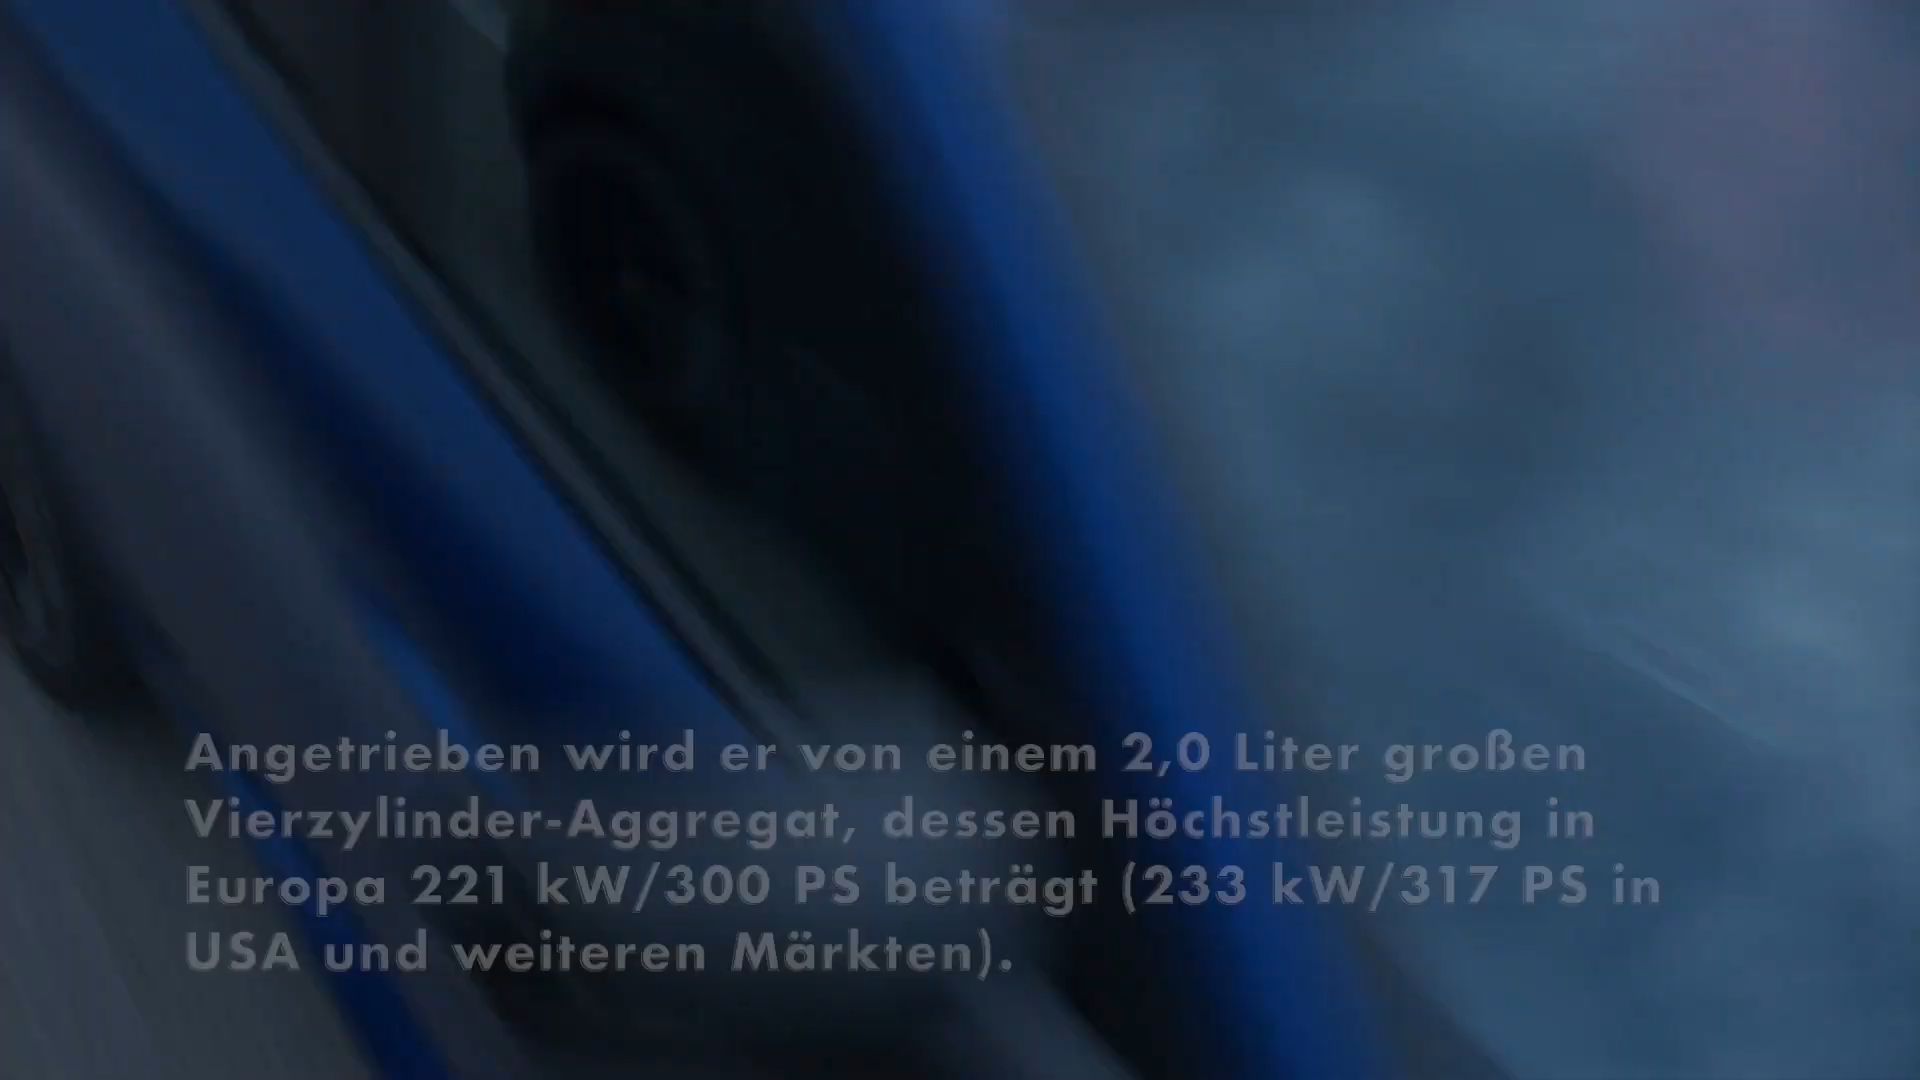 Angetrieben wird er von einem 2,0 Liter großen
Vierzylinder-Aggregat, dessen Höchstleistung in
Europa 221 kW/300 PS beträgt (233 kW/317 PS in
USA und weiteren Märkten).